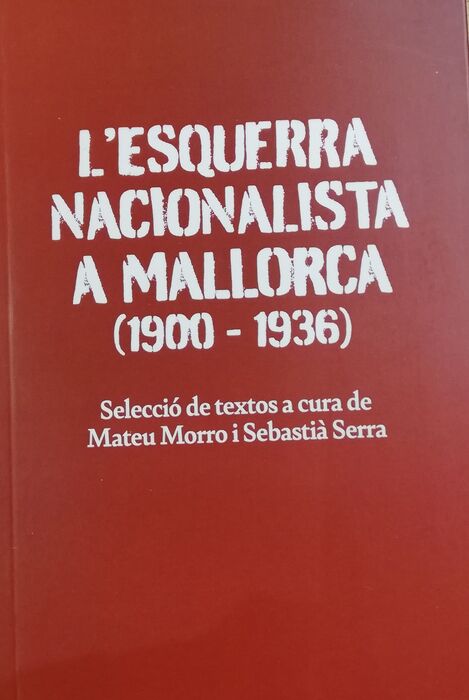 L'ESQUERRA
NACIONALISTA
A MALLORCA
(1900 - 1936)
Selecció de textos a cura de
Mateu Morro i Sebastià Serra